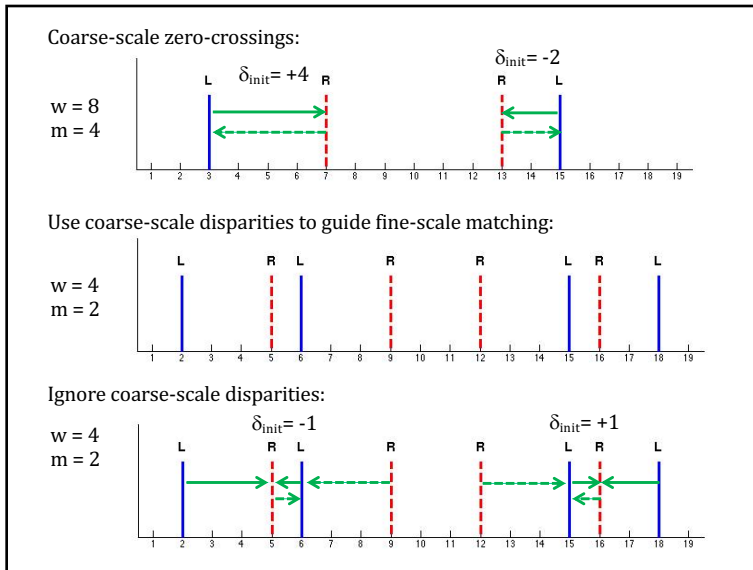 Coarse-scale zero-crossings:
δinit= +4
δinit= -2
L R R L
w = 8
m = 4
1 2 3 4 5 6 7 8 9 10 11 12 13 14 15 16 17 18 19
Use coarse-scale disparities to guide fine-scale matching:
L R L R R L R L
w = 4
m = 2
1 2 3 4 5 6 7 8 9 10 11 12 13 14 15 16 17 18 19
Ignore coarse-scale disparities:
δinit= -1 δinit= +1
w = 4
m = 2
L R L R R L R L
1 2 3 4 5 6 7 8 9 10 11 12 13 14 15 16 17 18 19